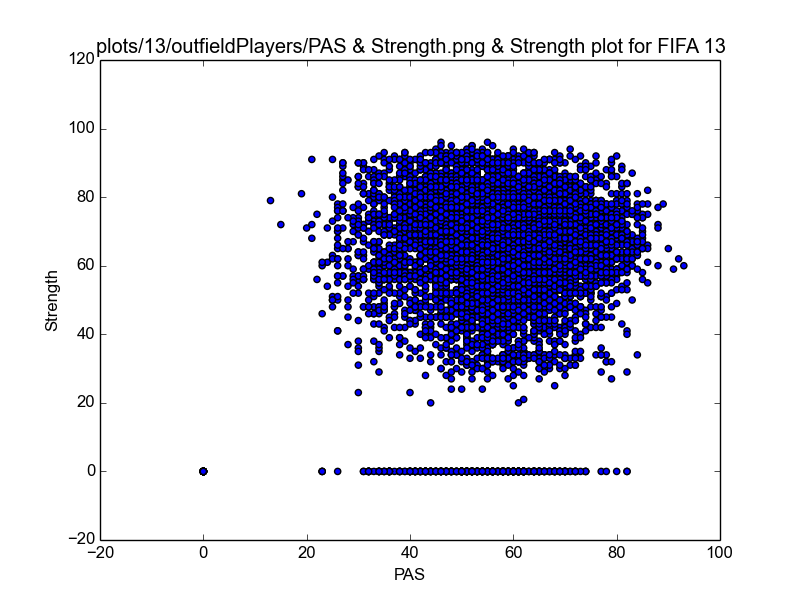 plots/13/outfieldPlayers/PAS & Strength.png & Strength plot for FIFA 13
120
100
80
60
40
20
0
−20
Strength
−20 0 20 40 60 80 100
PAS